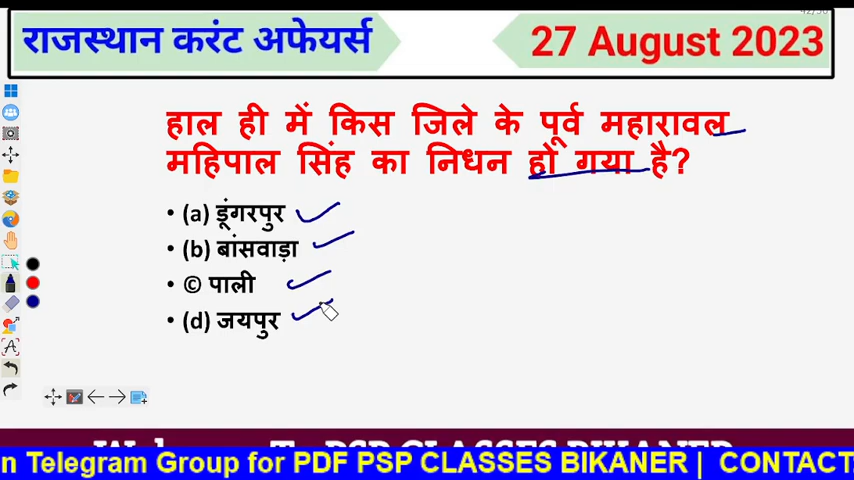 राजस्थान करंट अफेयर्स
27 August 2023
हाल ही में किस जिले के पूर्व महारावल
महिपाल सिंह का निधन हो गया है?
• (a) डूंगरपुर
• (b) बांसवाड़ा
• © पाली
• (d) जयपुर
n Telegram Group for PDF PSP CLASSES BIKANER | CONTACT